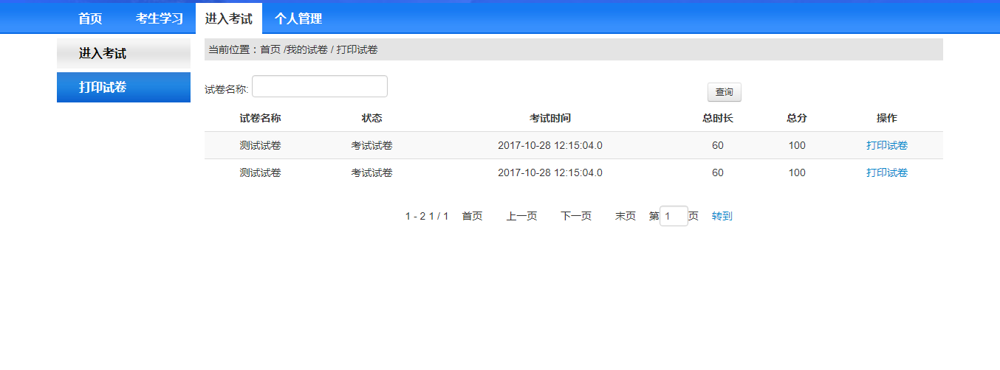 首页 考生学习 进入考试 个人管理
进入考试
当前位置：首页 /我的试卷 / 打印试卷
打印试卷
试卷名称: 查询
试卷名称 状态 考试时间 总时长 总分 操作
测试试卷 考试试卷 2017-10-28 12:15:04.0 60 100 打印试卷
测试试卷 考试试卷 2017-10-28 12:15:04.0 60 100 打印试卷
1 - 2 1 / 1 首页 上一页 下一页 末页 第 1 页 转到